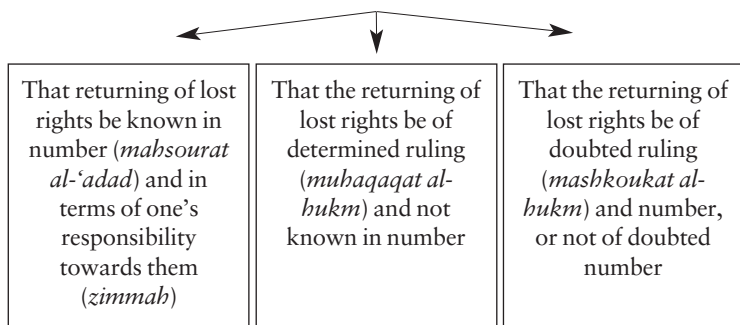 That returning of lost
rights be known in
number (mahsourat
al-‘adad) and in
terms of one’s
responsibility
towards them
(zimmah)
That the returning of
lost rights be of
determined ruling
(muhaqaqat al-
hukm) and not
known in number
That the returning of
lost rights be of
doubted ruling
(mashkoukat al-
hukm) and number,
or not of doubted
number